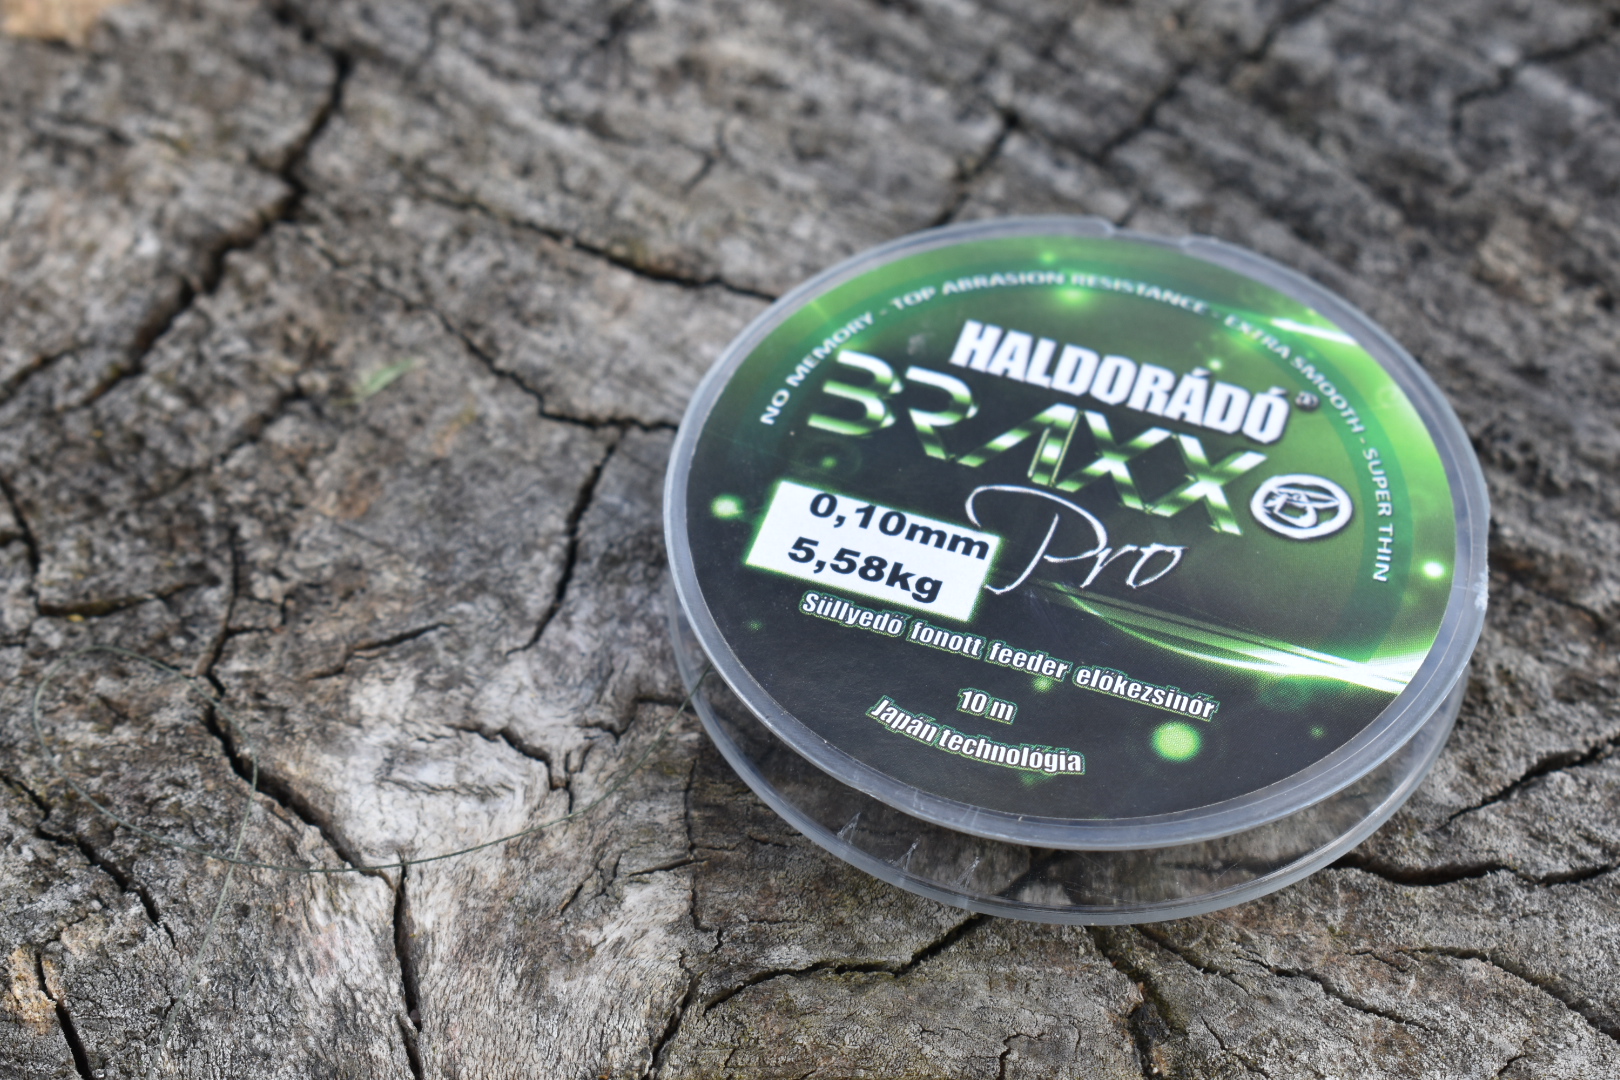 NO MEMORY - TOP ABRASION RESISTANCE - EXTRA SMOOTH - SUPER THIN
HALDORÁDÓ®
BRAXX
Pro
0,10mm
5,58kg
Süllyedő fonott feeder előkezsinór
10 m
Japán technológia